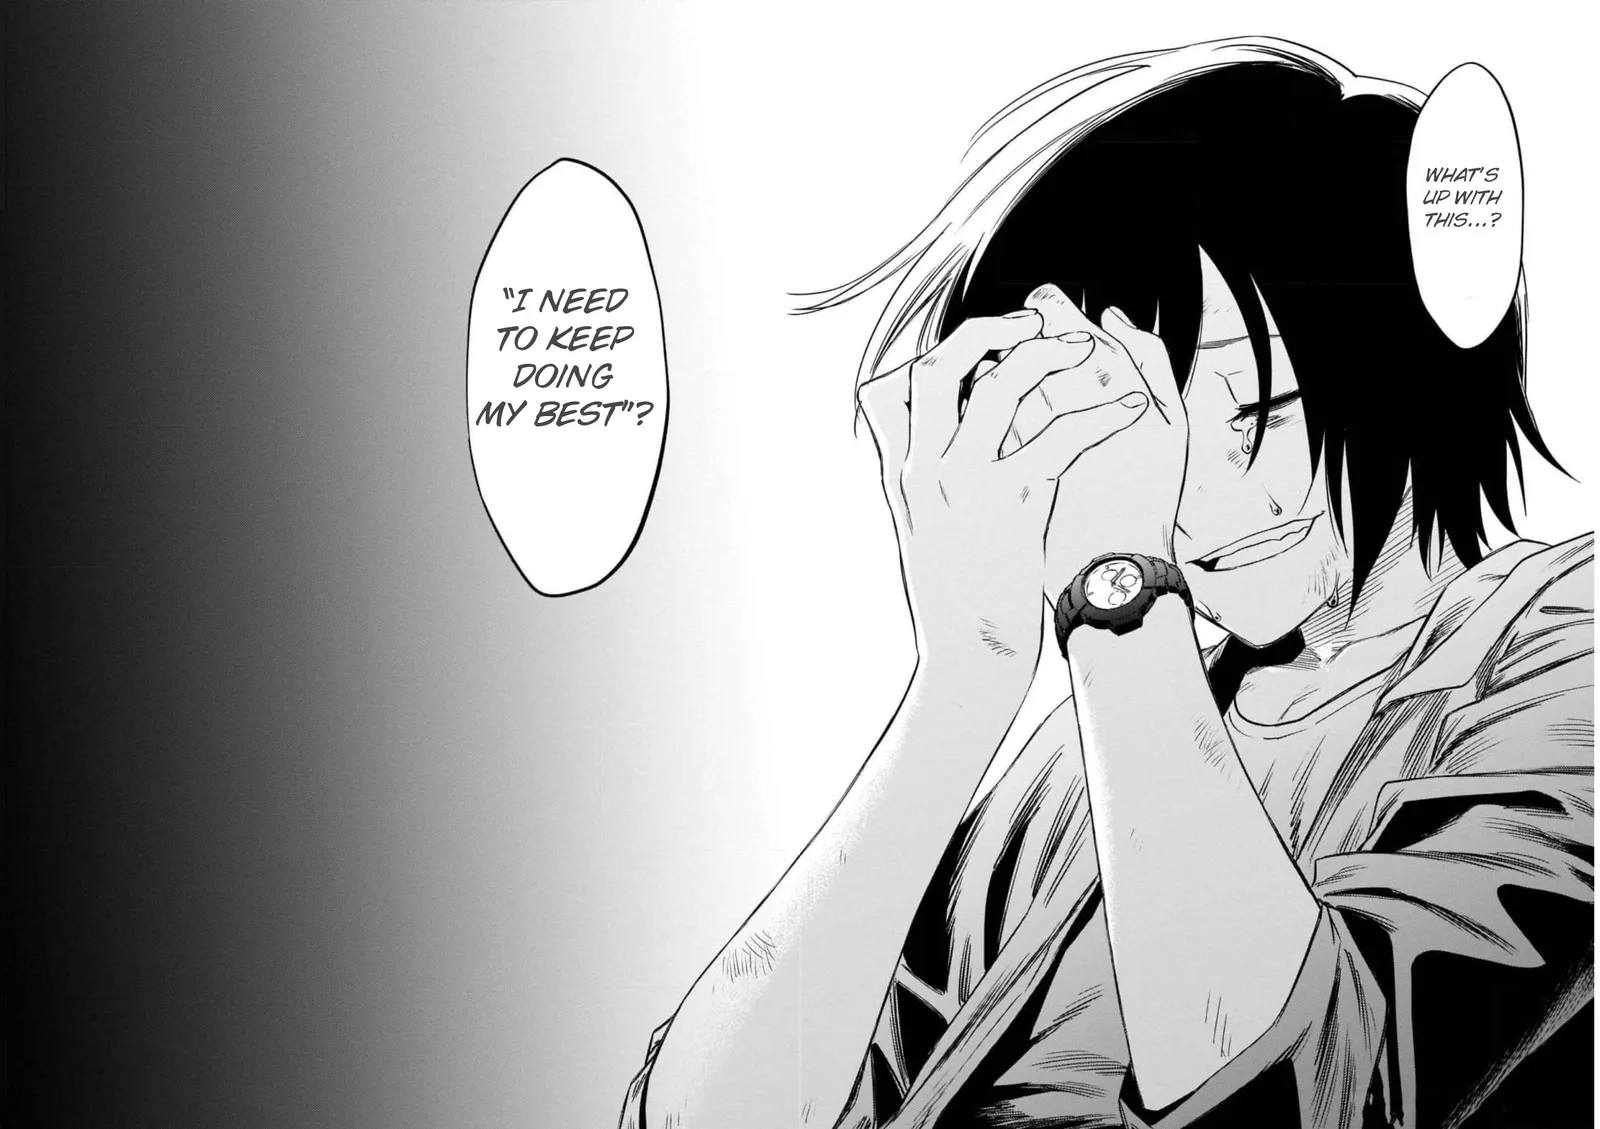 WHAT'S
UP WITH
THIS...?
"I NEED
TO KEEP
DOING
MY BEST"?